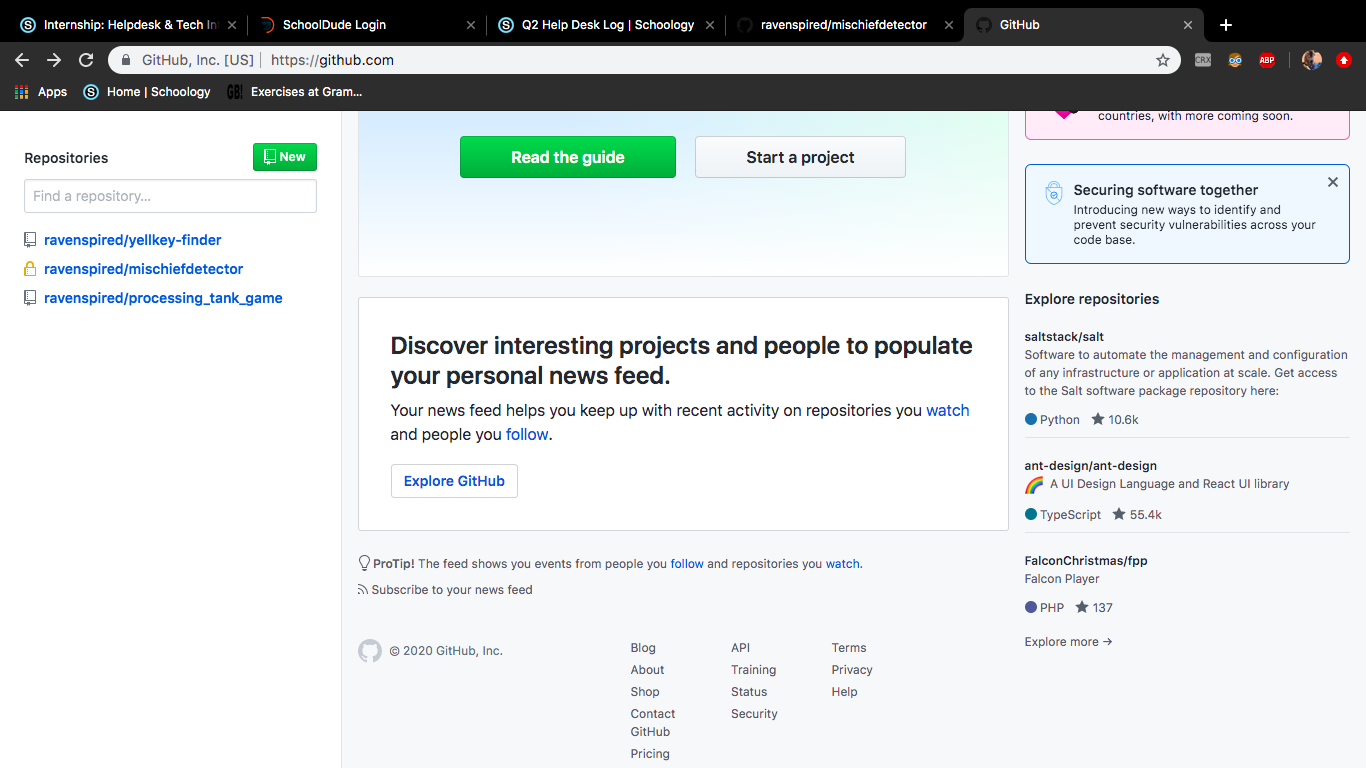 Internship: Helpdesk & Tech In
SchoolDude Login
Q2 Help Desk Log | Schoology
ravenspired/mischiefdetector
GitHub
GitHub, Inc. [US]
https://github.com
CRX
ABP
Apps
Home | Schoology
GB!
Exercises at Gram...
Repositories
New
Find a repository...
ravenspired/yellkey-finder
ravenspired/mischiefdetector
ravenspired/processing_tank_game
Read the guide
Start a project
Discover interesting projects and people to populate
your personal news feed.
Your news feed helps you keep up with recent activity on repositories you watch
and people you follow.
Explore GitHub
ProTip! The feed shows you events from people you follow and repositories you watch.
Subscribe to your news feed
© 2020 GitHub, Inc.
Blog
About
Shop
Contact
GitHub
Pricing
API
Training
Status
Security
Terms
Privacy
Help
countries, with more coming soon.
Securing software together
Introducing new ways to identify and
prevent security vulnerabilities across your
code base.
Explore repositories
saltstack/salt
Software to automate the management and configuration
of any infrastructure or application at scale. Get access
to the Salt software package repository here:
Python 10.6k
ant-design/ant-design
A UI Design Language and React UI library
TypeScript 55.4k
FalconChristmas/fpp
Falcon Player
PHP 137
Explore more →